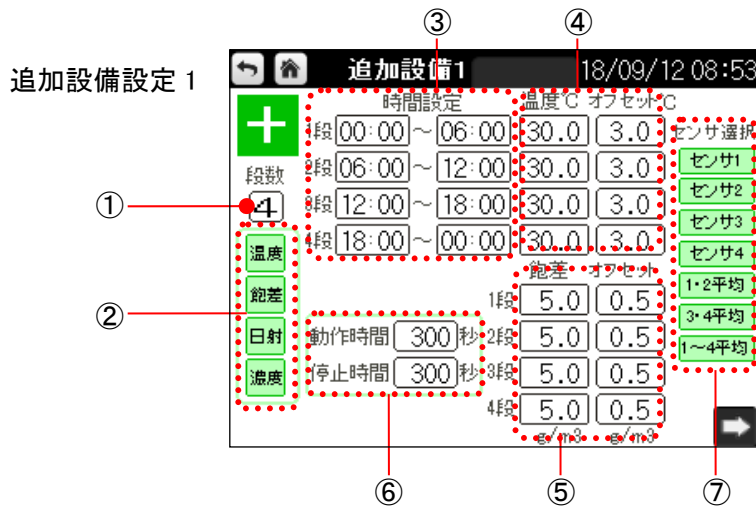 ③ ④
追加設備設定 1
追加設備1 18/09/12 08:53
時間設定 温度℃ オフセット℃
センサ選択
1段 00:00 ～ 06:00 30.0 3.0
2段 06:00 ～ 12:00 30.0 3.0
3段 12:00 ～ 18:00 30.0 3.0
4段 18:00 ～ 00:00 30.0 3.0
段数
① 4
センサ1
センサ2
センサ3
センサ4
1・2平均
3・4平均
1～4平均
②
温度
飽差
日射
濃度
飽差 オフセット
1段 5.0 0.5
2段 5.0 0.5
3段 5.0 0.5
4段 5.0 0.5
g/m3 g/m3
動作時間 300 秒
停止時間 300 秒
⑥ ⑤ ⑦